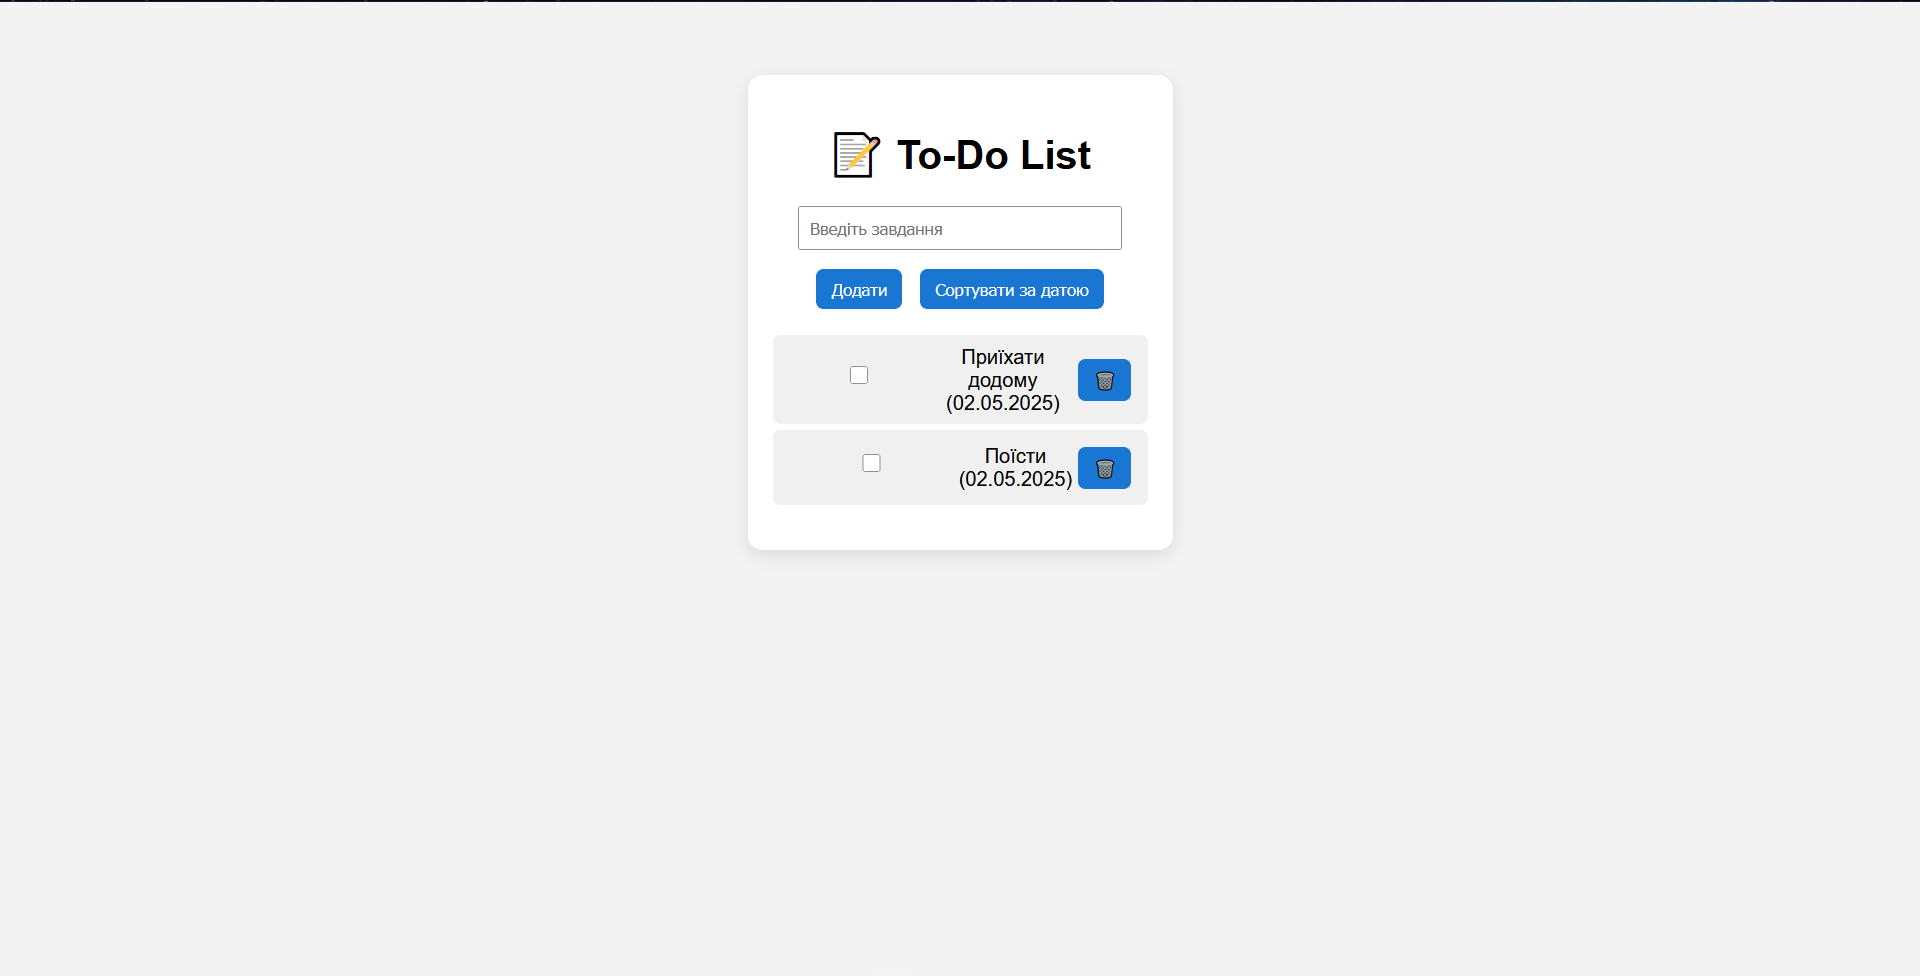 To-Do List
Введіть завдання
Додати
Сортувати за датою
Приїхати
додому
(02.05.2025)
Поїсти
(02.05.2025)